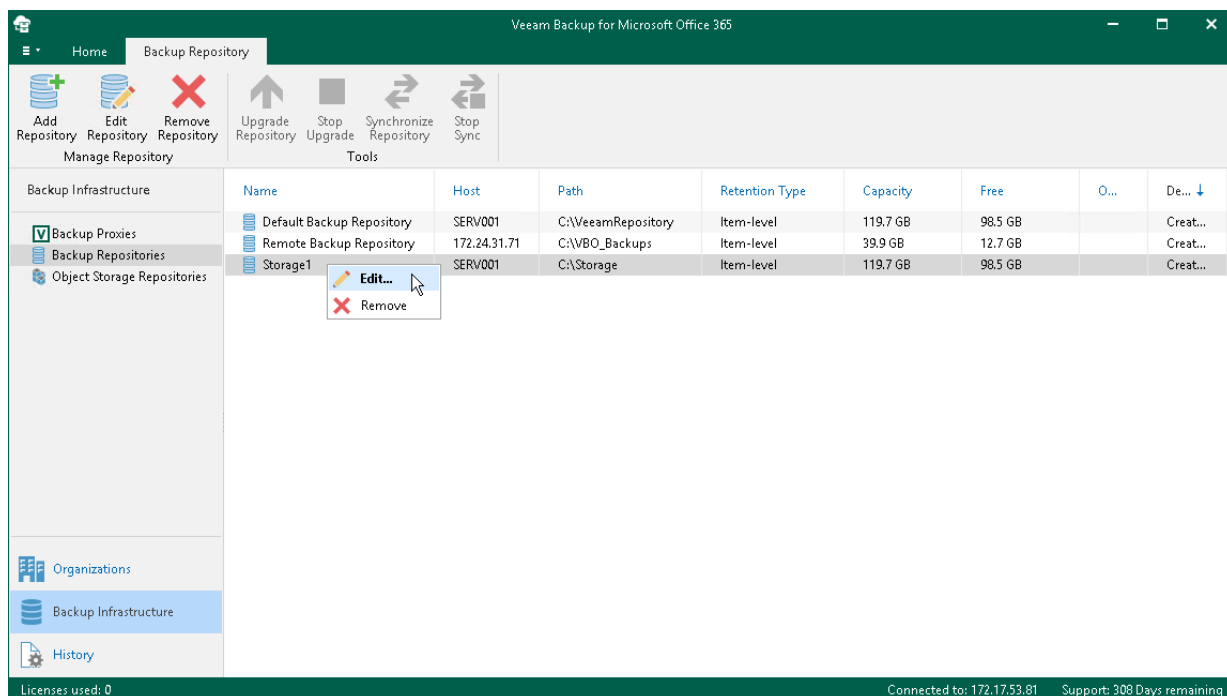 Veeam Backup for Microsoft Office 365
Home Backup Repository
Add Repository Edit Repository Remove Repository Upgrade Repository Stop Upgrade Synchronize Repository Stop Sync
Manage Repository Tools
Backup Infrastructure
Backup Proxies
Backup Repositories
Object Storage Repositories
Name Host Path Retention Type Capacity Free O... De...
Default Backup Repository SERV001 C:\VeeamRepository Item-level 119.7 GB 98.5 GB Creat...
Remote Backup Repository 172.24.31.71 C:\VBO_Backups Item-level 39.9 GB 12.7 GB Creat...
Storage1 SERV001 C:\Storage Item-level 119.7 GB 98.5 GB Creat...
Edit...
Remove
Organizations
Backup Infrastructure
History
Licenses used: 0 Connected to: 172.17.53.81 Support: 308 Days remaining